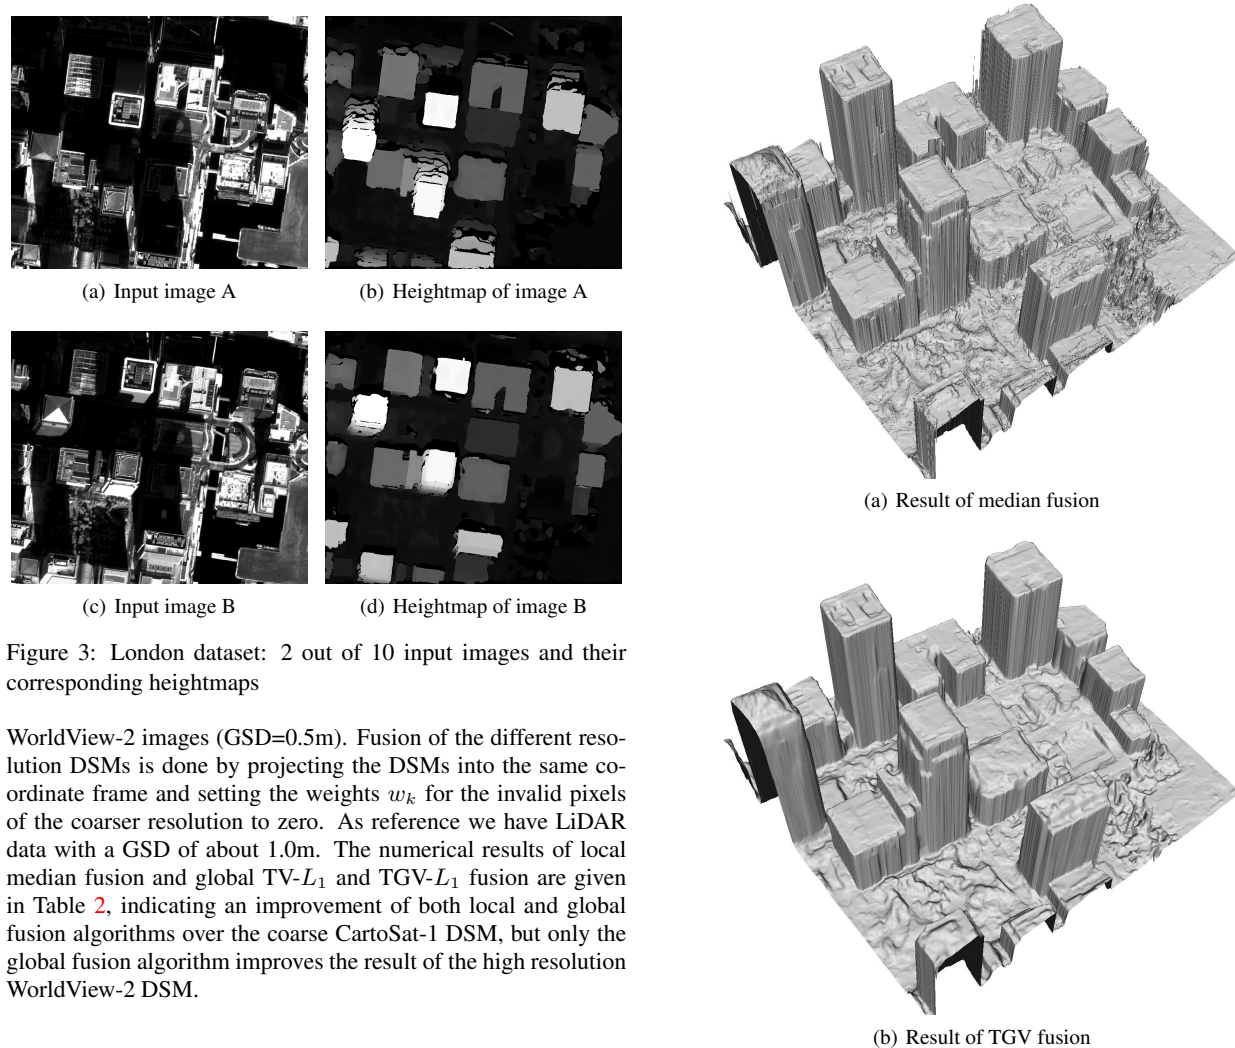 (a) Input image A
(b) Heightmap of image A
(c) Input image B
(d) Heightmap of image B
Figure 3: London dataset: 2 out of 10 input images and their
corresponding heightmaps
WorldView-2 images (GSD=0.5m). Fusion of the different reso-
lution DSMs is done by projecting the DSMs into the same co-
ordinate frame and setting the weights w_k for the invalid pixels
of the coarser resolution to zero. As reference we have LiDAR
data with a GSD of about 1.0m. The numerical results of local
median fusion and global TV-L_1 and TGV-L_1 fusion are given
in Table 2, indicating an improvement of both local and global
fusion algorithms over the coarse CartoSat-1 DSM, but only the
global fusion algorithm improves the result of the high resolution
WorldView-2 DSM.
(a) Result of median fusion
(b) Result of TGV fusion